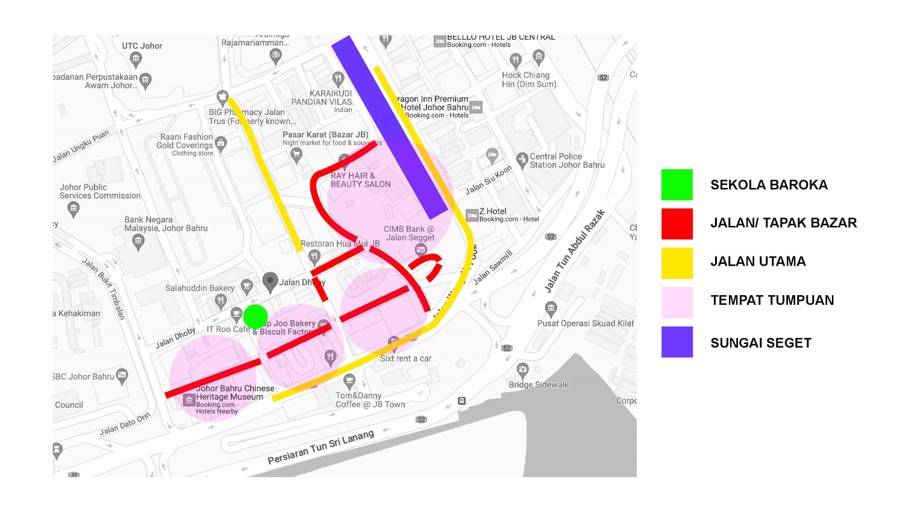 UTC Johor
Rajamariamman...
BELLLO HOTEL JB CENTRAL
Booking.com - Hotels
Hock Chiang
Hin (Dim Sum)
52
padanan Perpustakaan
Awam Johor...
KARAIKUDI
PANDIAN VILAS
Indian
BIG Pharmacy Jalan
Trus (Formerly known...
ragon Inn Premium
Hotel Johor Bahru
Booking.com - Hotels
Jalan Ungku Puan
Raani Fashion
Gold Coverings
Clothing store
Pasar Karat (Bazar JB)
Night market for food & souvenirs
Central Police
Station Johor Bahru
Jalan Siu Koon
RAY HAIR &
BEAUTY SALON
Johor Public
Services Commission
Z Hotel
Booking.com - Hotel
Bank Negara
Malaysia, Johor Bahru
CIMB Bank @
Jalan Segget
52
Jalan Tun Abdul Razak
Restoran Hua Mui JB
Jalan Sawmill
Jalan Bukit Timbalan
Salahuddin Bakery
Jalan Dhoby
a Kehakiman
IT Roo Cafe
ap Joo Bakery
& Biscuit Factory
Pusat Operasi Skuad Kilat
Jalan Dhoby
52
Sixt rent a car
SBC Johor Bahru
Bridge Sidewalk
Johor Bahru Chinese
Heritage Museum
Booking.com -
Hotels Nearby
Tom&Danny
Coffee @ JB Town
Council
Corpo
Jalan Dato Onn
52
Persiaran Tun Sri Lanang
SEKOLA BAROKA
JALAN/ TAPAK BAZAR
JALAN UTAMA
TEMPAT TUMPUAN
SUNGAI SEGET